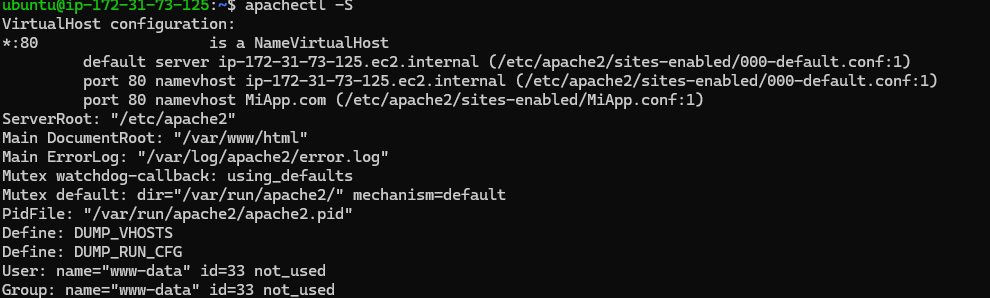 ubuntu@ip-172-31-73-125:~$ apachectl -S
VirtualHost configuration:
*:80                   is a NameVirtualHost
         default server ip-172-31-73-125.ec2.internal (/etc/apache2/sites-enabled/000-default.conf:1)
         port 80 namevhost ip-172-31-73-125.ec2.internal (/etc/apache2/sites-enabled/000-default.conf:1)
         port 80 namevhost MiApp.com (/etc/apache2/sites-enabled/MiApp.conf:1)
ServerRoot: "/etc/apache2"
Main DocumentRoot: "/var/www/html"
Main ErrorLog: "/var/log/apache2/error.log"
Mutex watchdog-callback: using_defaults
Mutex default: dir="/var/run/apache2/" mechanism=default
PidFile: "/var/run/apache2/apache2.pid"
Define: DUMP_VHOSTS
Define: DUMP_RUN_CFG
User: name="www-data" id=33 not_used
Group: name="www-data" id=33 not_used